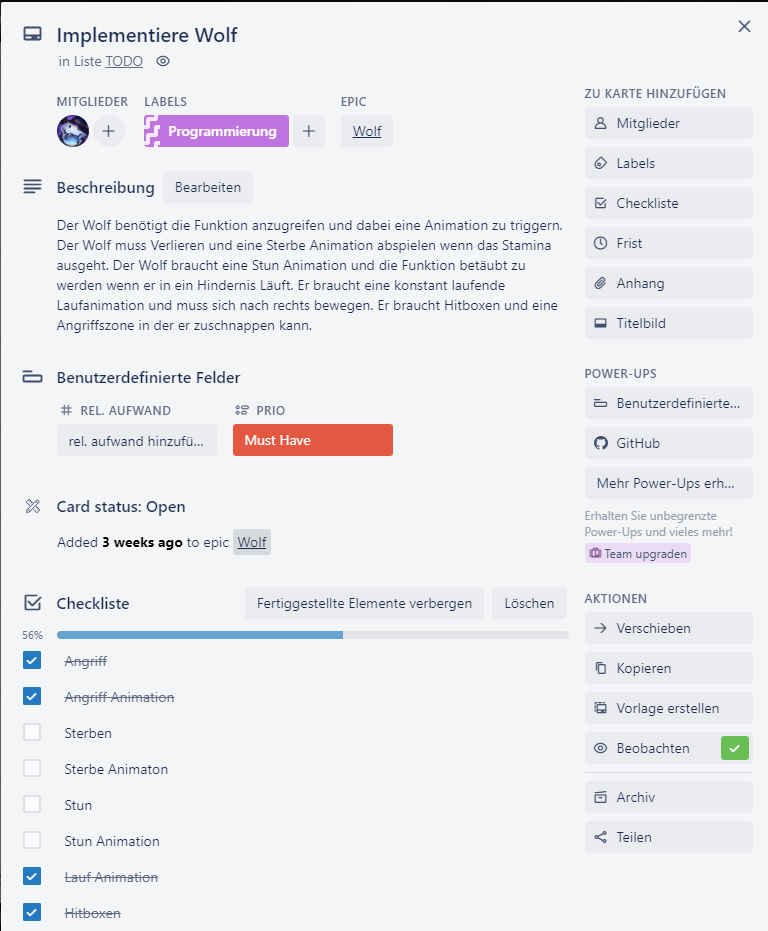 Implementiere Wolf
in Liste TODO
MITGLIEDER
LABELS
EPIC
Programmierung
Wolf
Beschreibung
Bearbeiten
Der Wolf benötigt die Funktion anzugreifen und dabei eine Animation zu triggern.
Der Wolf muss Verlieren und eine Sterbe Animation abspielen wenn das Stamina
ausgeht. Der Wolf braucht eine Stun Animation und die Funktion betäubt zu
werden wenn er in ein Hindernis Läuft. Er braucht eine konstant laufende
Laufanimation und muss sich nach rechts bewegen. Er braucht Hitboxen und eine
Angriffszone in der er zuschnappen kann.
Benutzerdefinierte Felder
REL. AUFWAND
PRIO
rel. aufwand hinzufü...
Must Have
Card status: Open
Added 3 weeks ago to epic Wolf
Checkliste
Fertiggestellte Elemente verbergen
Löschen
56%
Angriff
Angriff Animation
Sterben
Sterbe Animaton
Stun
Stun Animation
Lauf Animation
Hitboxen
ZU KARTE HINZUFÜGEN
Mitglieder
Labels
Checkliste
Frist
Anhang
Titelbild
POWER-UPS
Benutzerdefinierte...
GitHub
Mehr Power-Ups erh...
Erhalten Sie unbegrenzte
Power-Ups und vieles mehr!
Team upgraden
AKTIONEN
Verschieben
Kopieren
Vorlage erstellen
Beobachten
Archiv
Teilen